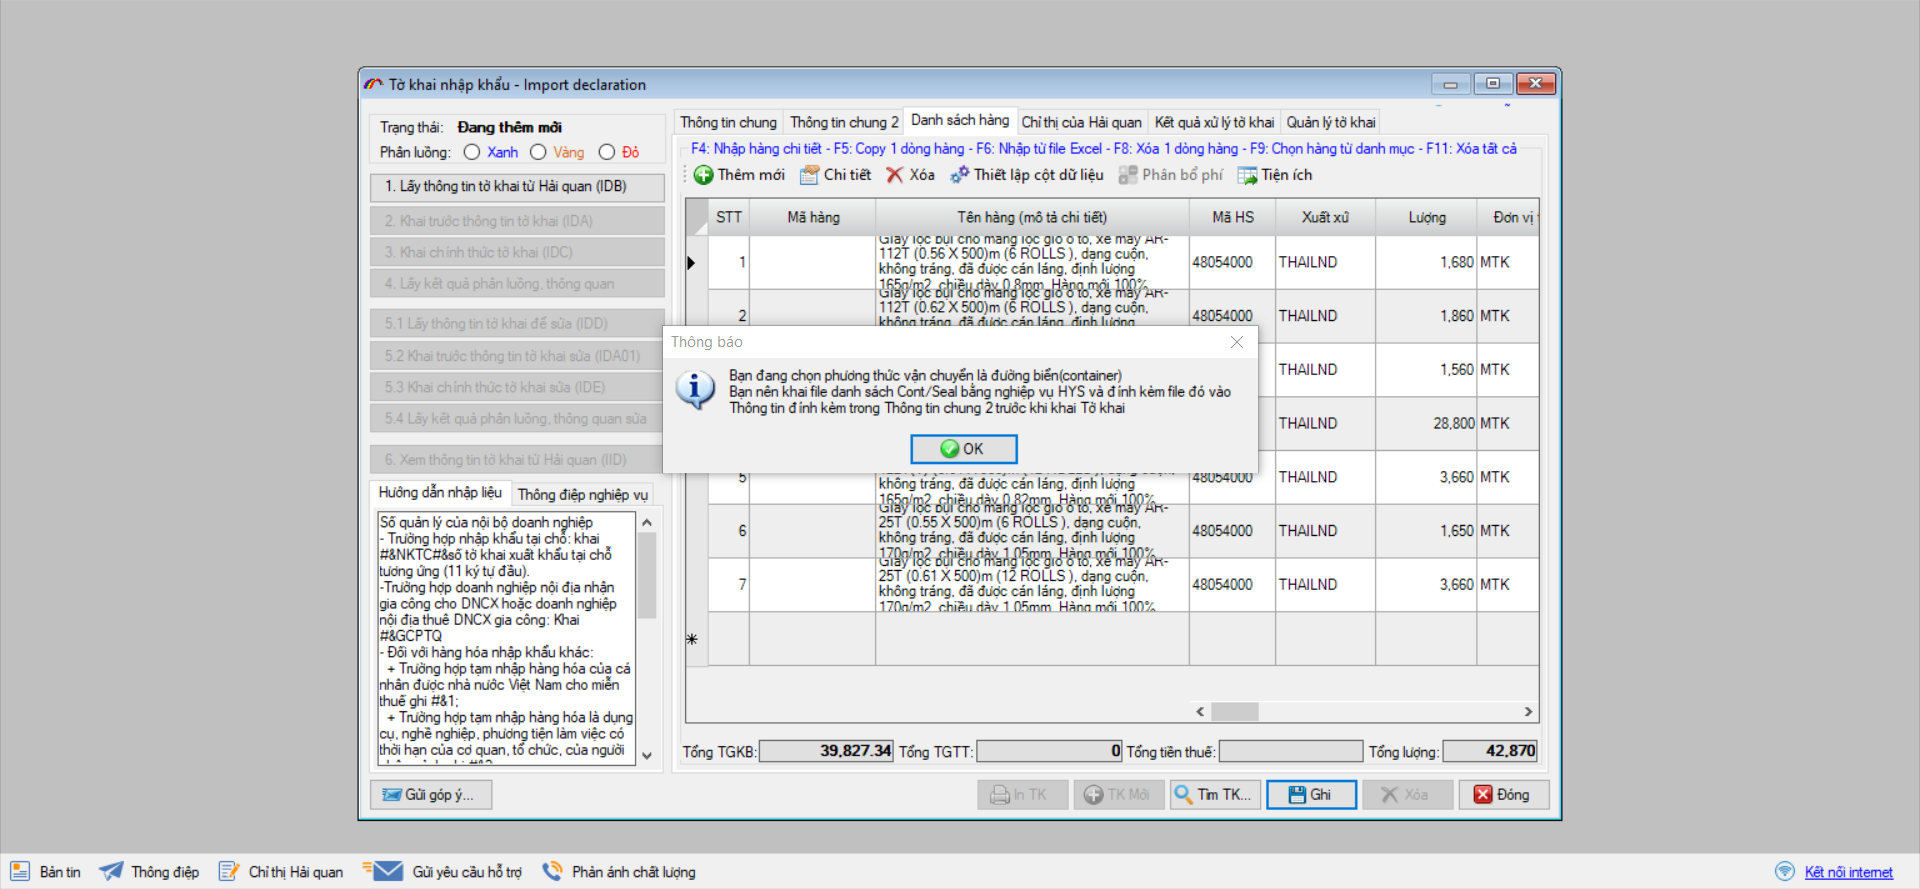 Tờ khai nhập khẩu - Import declaration
Trạng thái: Đang thêm mới
Phân luồng: Xanh Vàng Đỏ
1. Lấy thông tin tờ khai từ Hải quan (IDB)
2. Khai trước thông tin tờ khai (IDA)
3. Khai chính thức tờ khai (IDC)
4. Lấy kết quả phân luồng, thông quan
5.1 Lấy thông tin tờ khai để sửa (IDD)
5.2 Khai trước thông tin tờ khai sửa (IDA01)
5.3 Khai chính thức tờ khai sửa (IDE)
5.4 Lấy kết quả phân luồng, thông quan sửa
6. Xem thông tin tờ khai từ Hải quan (IID)
Hướng dẫn nhập liệu Thông điệp nghiệp vụ
Số quản lý của nội bộ doanh nghiệp
- Trường hợp nhập khẩu tại chỗ: khai
#&NKTC#&số tờ khai xuất khẩu tại chỗ
tương ứng (11 ký tự đầu).
-Trường hợp doanh nghiệp nội địa nhận
gia công cho DNCX hoặc doanh nghiệp
nội địa thuê DNCX gia công: Khai
#&GCPTQ
- Đối với hàng hóa nhập khẩu khác:
+ Trường hợp tạm nhập hàng hóa của cá
nhân được nhà nước Việt Nam cho miễn
thuế ghi #&1;
+ Trường hợp tạm nhập hàng hóa là dụng
cụ, nghề nghiệp, phương tiện làm việc có
thời hạn của cơ quan, tổ chức, của người
Gửi góp ý...
Thông tin chung Thông tin chung 2 Danh sách hàng Chỉ thị của Hải quan Kết quả xử lý tờ khai Quản lý tờ khai
F4: Nhập hàng chi tiết - F5: Copy 1 dòng hàng - F6: Nhập từ file Excel - F8: Xóa 1 dòng hàng - F9: Chọn hàng từ danh mục - F11: Xóa tất cả
Thêm mới Chi tiết Xóa Thiết lập cột dữ liệu Phân bổ phí Tiện ích
STT Mã hàng Tên hàng (mô tả chi tiết) Mã HS Xuất xứ Lượng Đơn vị
1 Giấy lọc bụi cho màng lọc gió ô tô, xe máy AR-
112T (0.56 X 500)m (6 ROLLS ), dạng cuộn,
không tráng, đã được cán láng, định lượng
165g/m2, chiều dày 0.8mm. Hàng mới 100% 48054000 THAILND 1,680 MTK
2 Giấy lọc bụi cho màng lọc gió ô tô, xe máy AR-
112T (0.62 X 500)m (6 ROLLS ), dạng cuộn,
không tráng, đã được cán láng, định lượng 48054000 THAILND 1,860 MTK
THAILND 1,560 MTK
THAILND 28,800 MTK
5 không tráng, đã được cán láng, định lượng
165g/m2, chiều dày 0.82mm. Hàng mới 100% 48054000 THAILND 3,660 MTK
6 Giấy lọc bụi cho màng lọc gió ô tô, xe máy AR-
25T (0.55 X 500)m (6 ROLLS ), dạng cuộn,
không tráng, đã được cán láng, định lượng
170g/m2, chiều dày 1.05mm. Hàng mới 100% 48054000 THAILND 1,650 MTK
7 Giấy lọc bụi cho màng lọc gió ô tô, xe máy AR-
25T (0.61 X 500)m (12 ROLLS ), dạng cuộn,
không tráng, đã được cán láng, định lượng
170g/m2, chiều dày 1.05mm. Hàng mới 100% 48054000 THAILND 3,660 MTK
Thông báo
Bạn đang chọn phương thức vận chuyển là đường biển(container)
Bạn nên khai file danh sách Cont/Seal bằng nghiệp vụ HYS và đính kèm file đó vào
Thông tin đính kèm trong Thông tin chung 2 trước khi khai Tờ khai
OK
Tổng TGKB: 39,827.34 Tổng TGTT: 0 Tổng tiền thuế: Tổng lượng: 42,870
In TK TK Mới Tìm TK... Ghi Xóa Đóng
Bản tin Thông điệp Chỉ thị Hải quan Gửi yêu cầu hỗ trợ Phản ánh chất lượng Kết nối internet